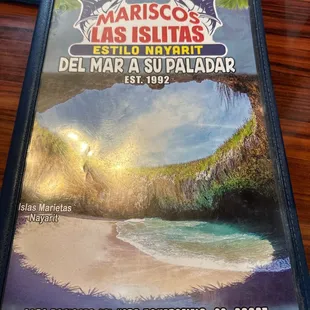 MARISCOS
LAS ISLITAS
ESTILO NAYARIT
DEL MAR A SU PALADAR
EST. 1992
Islas Marietas
Nayarit